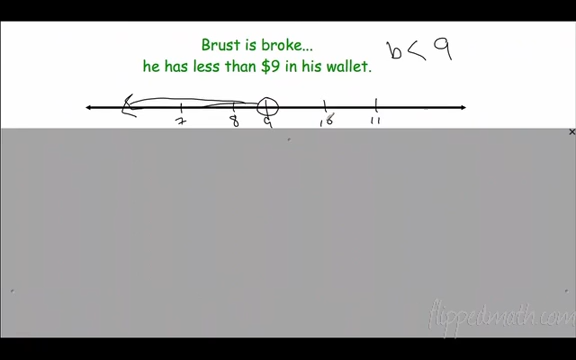 Brust is broke...
he has less than $9 in his wallet.
b < 9
7 8 9 10 11
flippedmath.com